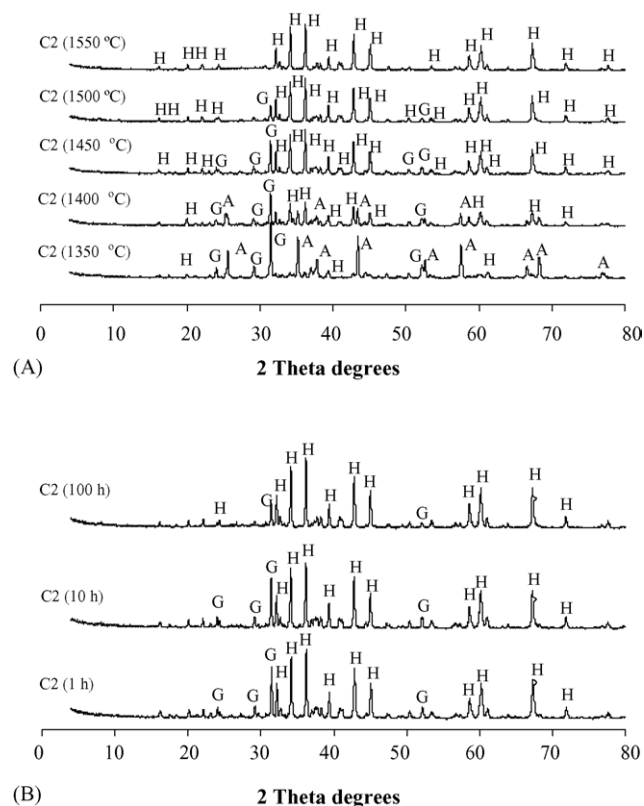 C2 (1550 °C) H HH H H H H H H H H H H H H H
C2 (1500 ºC) H H H H G H H H H H H H G H H H H H
C2 (1450 °C) H H H G G G H H H H H H H G G H H H H H H H
C2 (1400 °C) H G A G G H H A H H A H G A H H H
C2 (1350 °C) H G A G G A A H A G A A H A A A
0 10 20 30 40 50 60 70 80
(A) 2 Theta degrees
C2 (100 h) H G H H H H H H G H H H H
C2 (10 h) G G G H H H H H H G H H H H
C2 (1 h) G G G H H H H H H G H H H H
0 10 20 30 40 50 60 70 80
(B) 2 Theta degrees